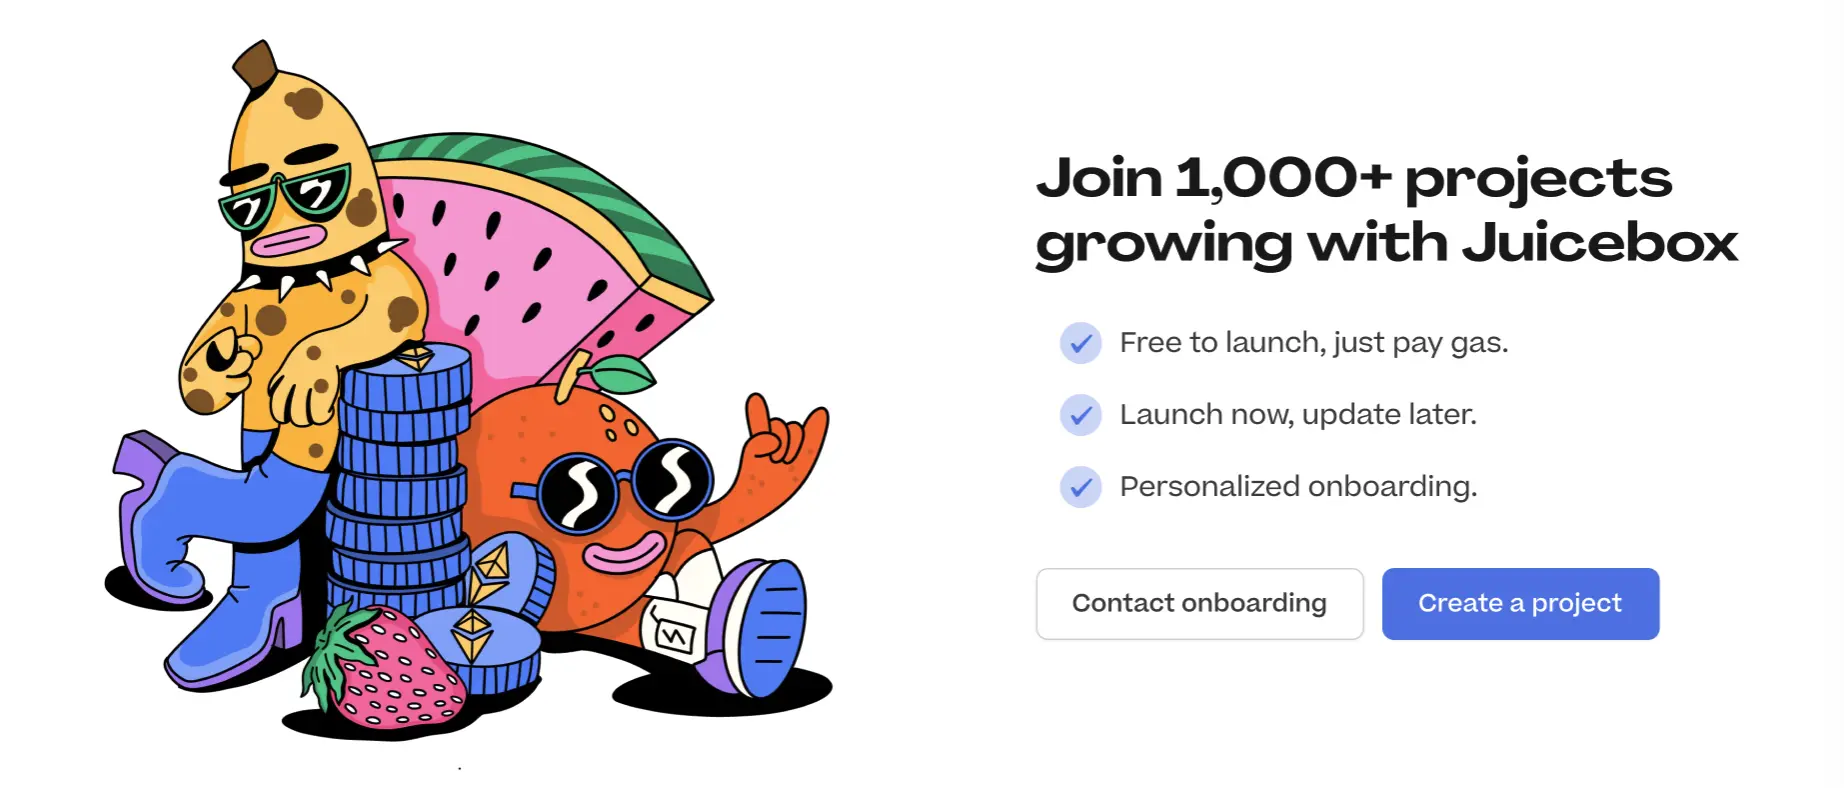 Join 1,000+ projects
growing with Juicebox
Free to launch, just pay gas.
Launch now, update later.
Personalized onboarding.
Contact onboarding
Create a project